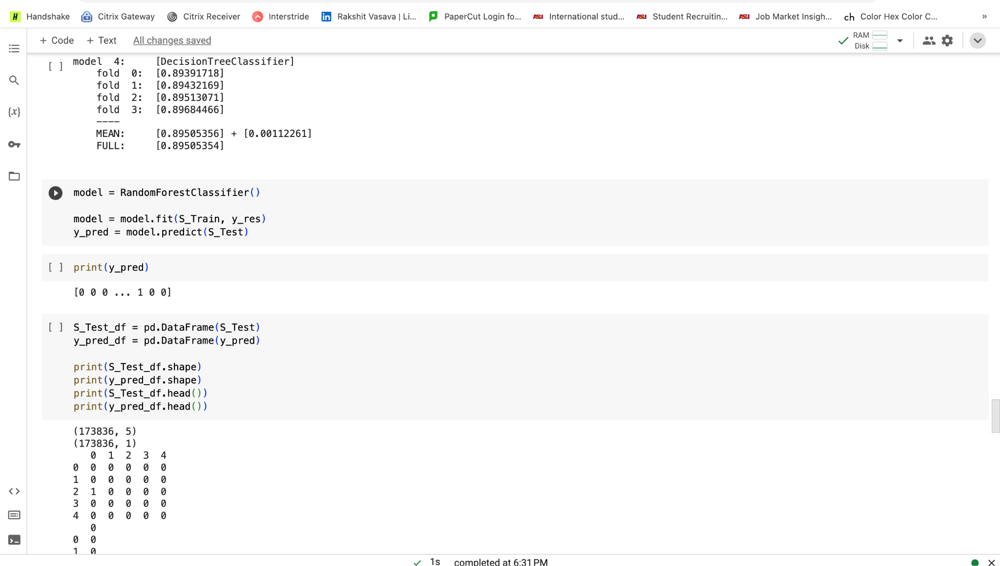 H Handshake Citrix Gateway Citrix Receiver Interstride in Rakshit Vasava | Li... PaperCut Login fo... ASU International stud... ASU Student Recruitin... ASU Job Market Insigh... ch Color Hex Color C... »
+ Code + Text All changes saved RAM
Disk
[ ] model  4:     [DecisionTreeClassifier]
    fold  0:  [0.89391718]
    fold  1:  [0.89432169]
    fold  2:  [0.89513071]
    fold  3:  [0.89684466]
    ----
    MEAN:     [0.89505356] + [0.00112261]
    FULL:     [0.89505354]
{x}
model = RandomForestClassifier()
model = model.fit(S_Train, y_res)
y_pred = model.predict(S_Test)
[ ] print(y_pred)
[0 0 0 ... 1 0 0]
[ ] S_Test_df = pd.DataFrame(S_Test)
y_pred_df = pd.DataFrame(y_pred)
print(S_Test_df.shape)
print(y_pred_df.shape)
print(S_Test_df.head())
print(y_pred_df.head())
(173836, 5)
(173836, 1)
   0  1  2  3  4
0  0  0  0  0  0
1  0  0  0  0  0
2  1  0  0  0  0
3  0  0  0  0  0
4  0  0  0  0  0
   0
0  0
1  0
1s completed at 6:31 PM